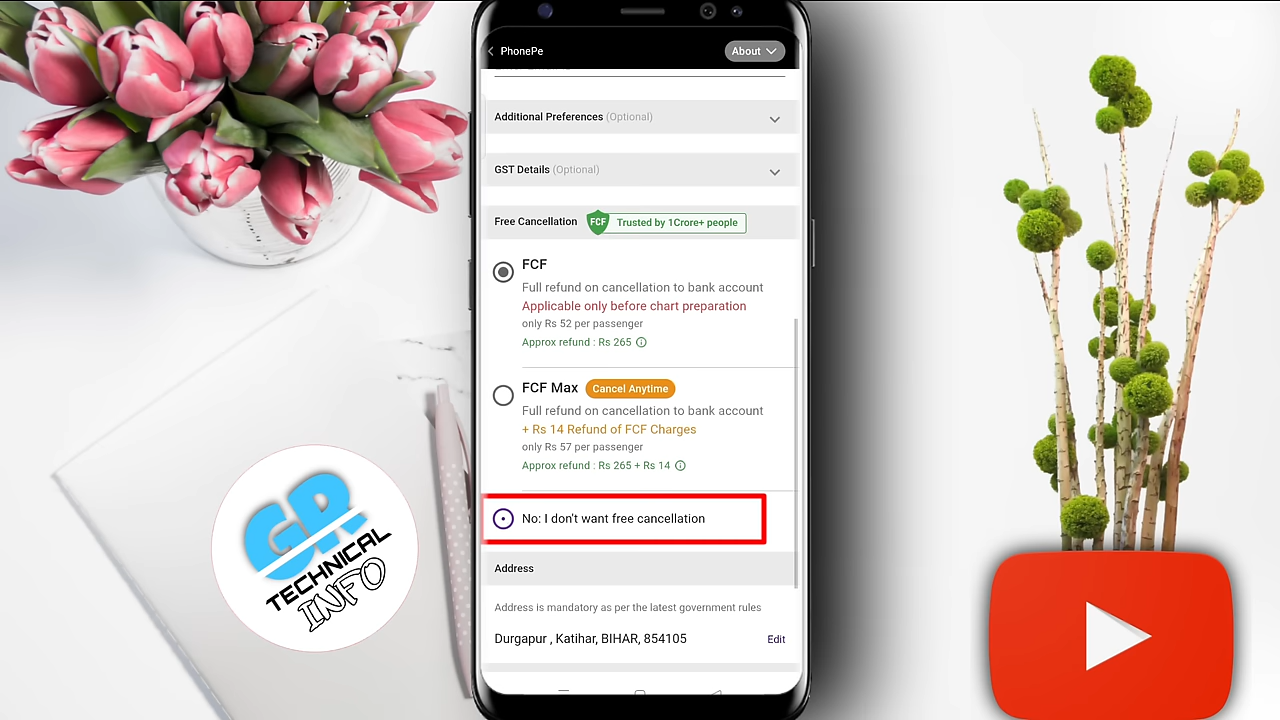 PhonePe
About
Additional Preferences (Optional)
GST Details (Optional)
Free Cancellation
FCF
Trusted by 1Crore+ people
FCF
Full refund on cancellation to bank account
Applicable only before chart preparation
only Rs 52 per passenger
Approx refund : Rs 265
FCF Max
Cancel Anytime
Full refund on cancellation to bank account
+ Rs 14 Refund of FCF Charges
only Rs 57 per passenger
Approx refund : Rs 265 + Rs 14
No: I don't want free cancellation
Address
Address is mandatory as per the latest government rules
Durgapur , Katihar, BIHAR, 854105
Edit
GR
TECHNICAL
INFO